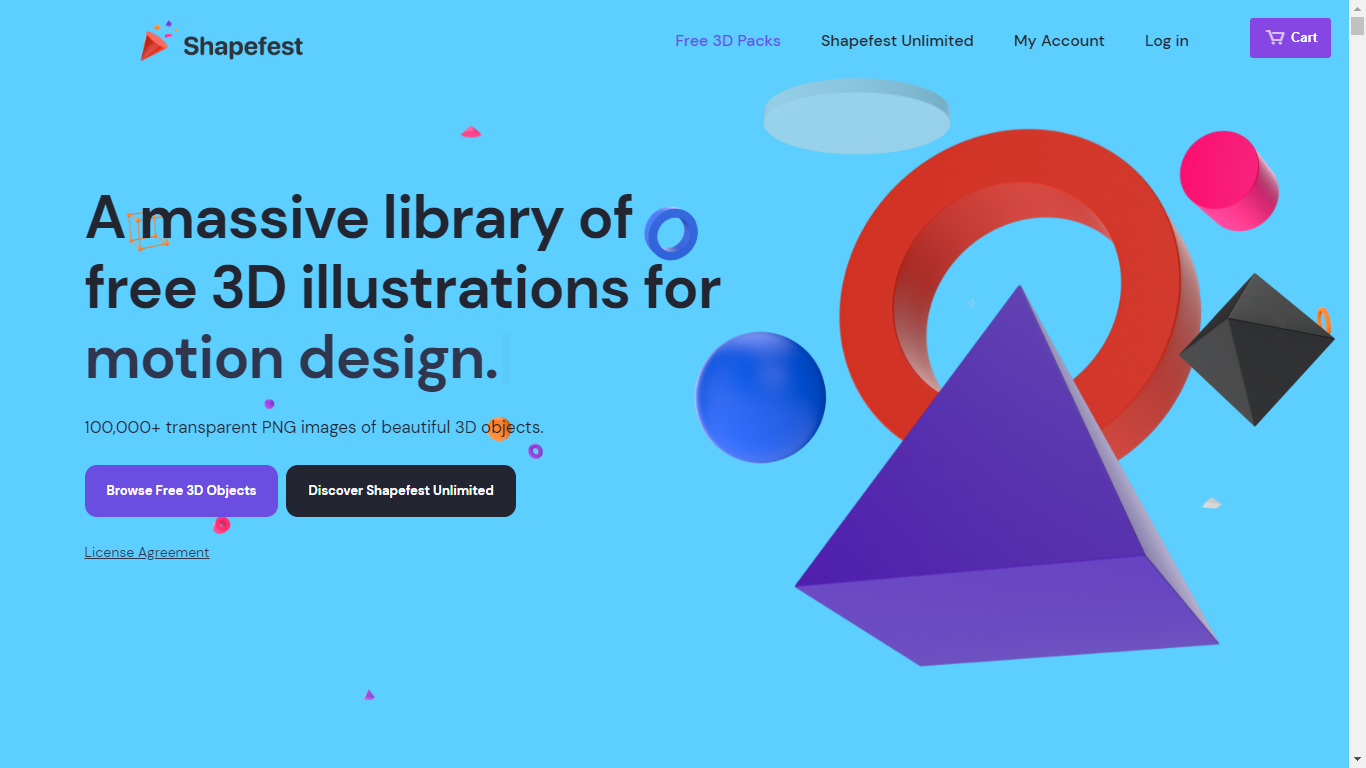 Shapefest
Free 3D Packs
Shapefest Unlimited
My Account
Log in
Cart
A massive library of
free 3D illustrations for
motion design.
100,000+ transparent PNG images of beautiful 3D objects.
Browse Free 3D Objects
Discover Shapefest Unlimited
License Agreement